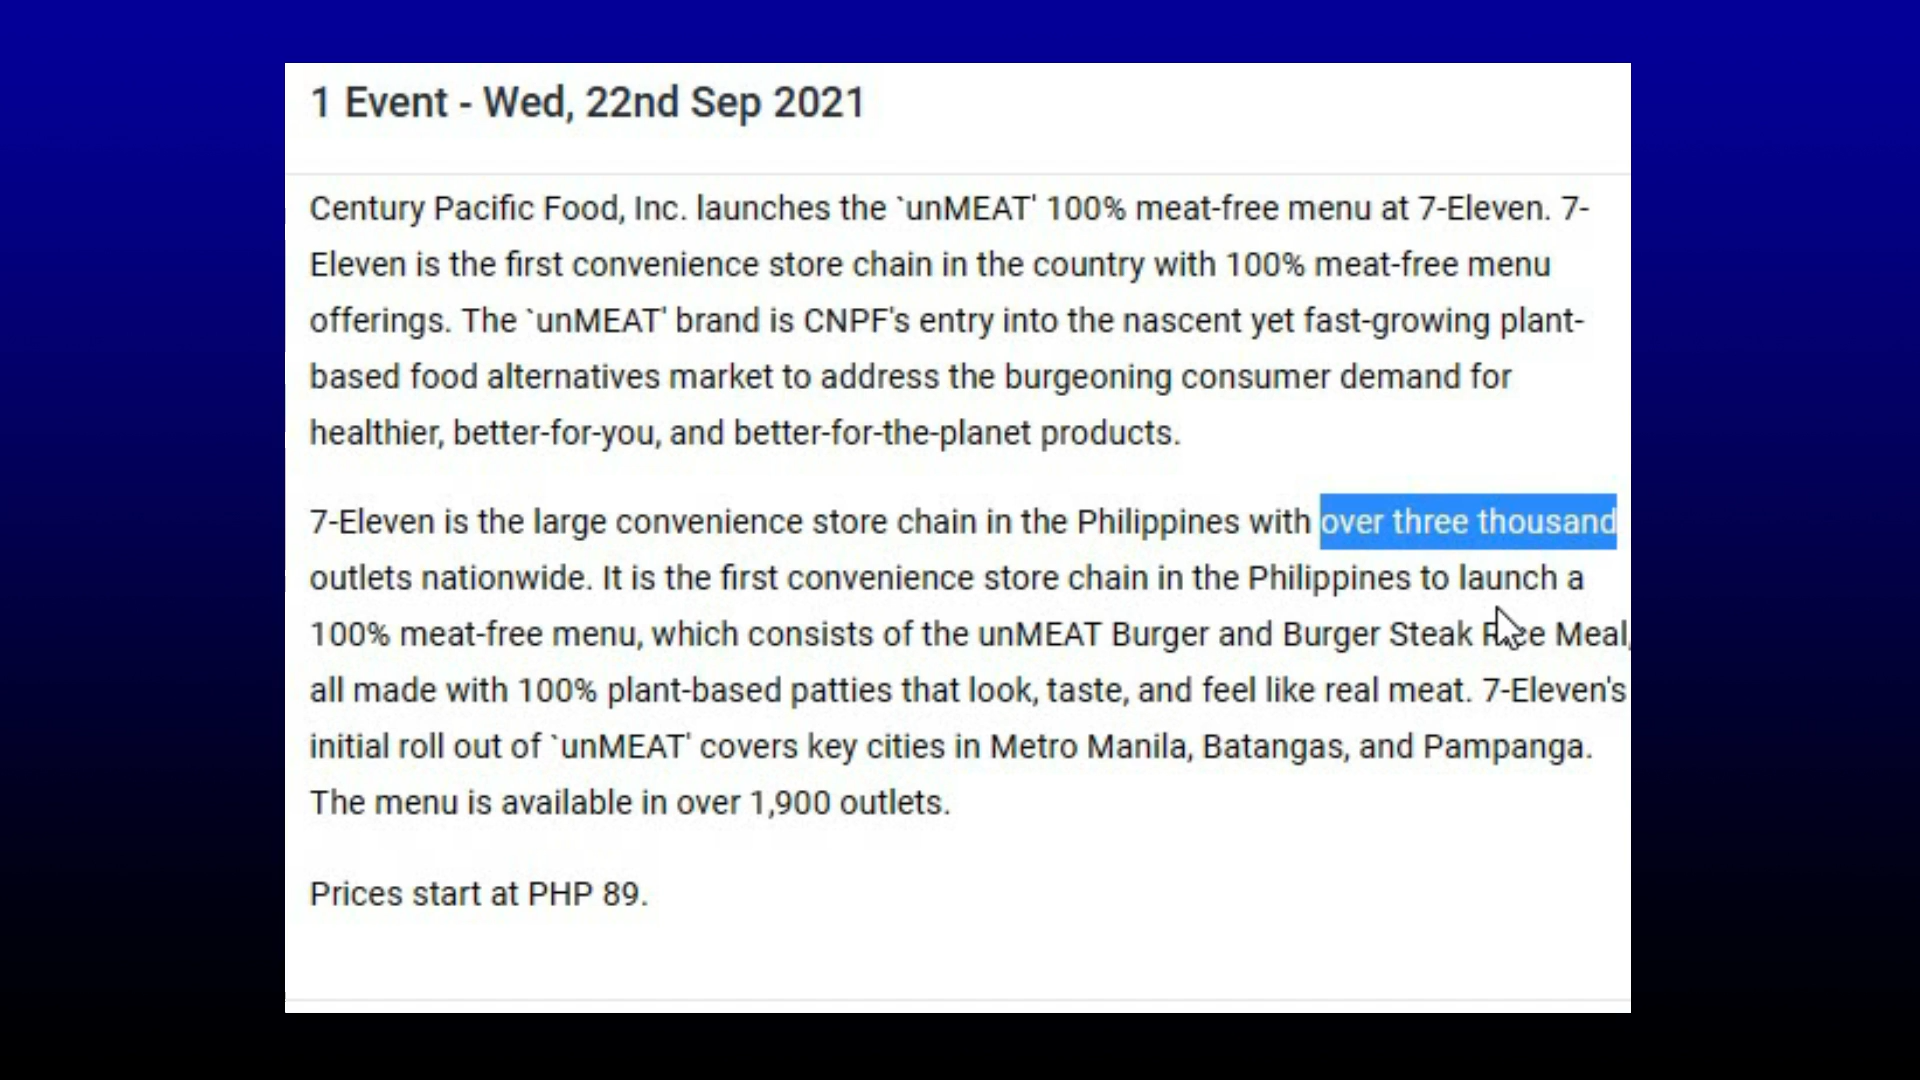 1 Event - Wed, 22nd Sep 2021
Century Pacific Food, Inc. launches the `unMEAT' 100% meat-free menu at 7-Eleven. 7-
Eleven is the first convenience store chain in the country with 100% meat-free menu
offerings. The `unMEAT' brand is CNPF's entry into the nascent yet fast-growing plant-
based food alternatives market to address the burgeoning consumer demand for
healthier, better-for-you, and better-for-the-planet products.
7-Eleven is the large convenience store chain in the Philippines with over three thousand
outlets nationwide. It is the first convenience store chain in the Philippines to launch a
100% meat-free menu, which consists of the unMEAT Burger and Burger Steak Rice Meal,
all made with 100% plant-based patties that look, taste, and feel like real meat. 7-Eleven's
initial roll out of `unMEAT' covers key cities in Metro Manila, Batangas, and Pampanga.
The menu is available in over 1,900 outlets.
Prices start at PHP 89.